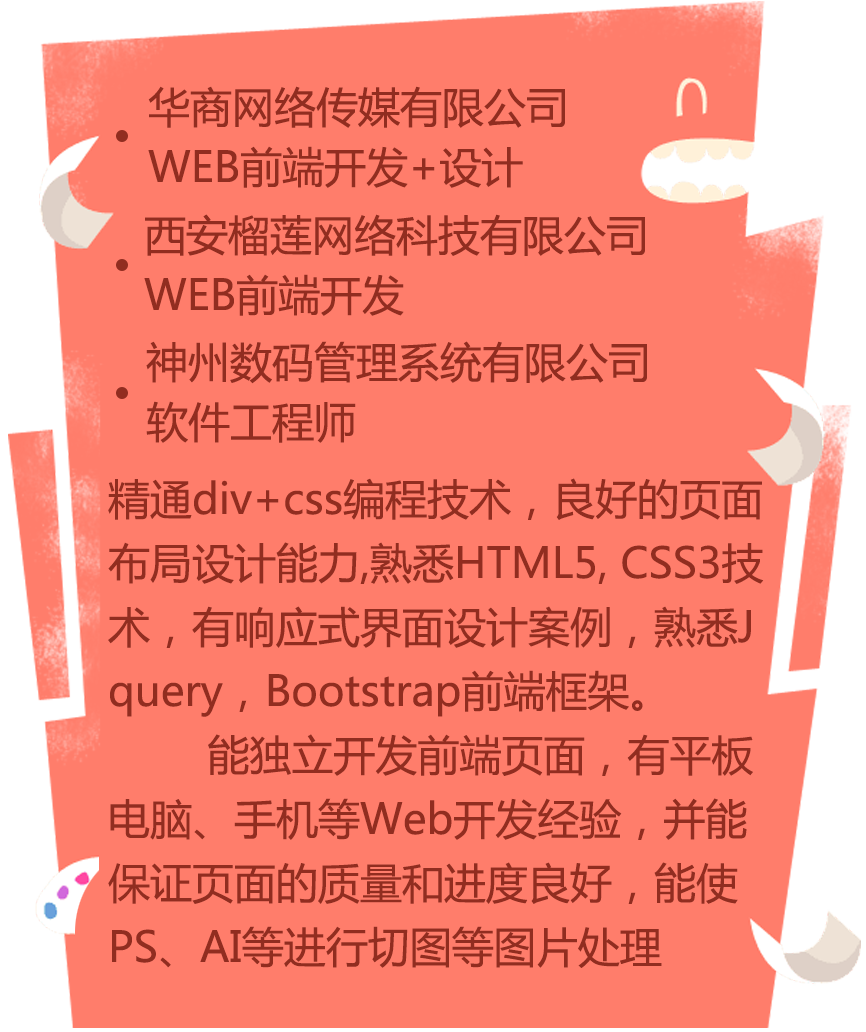 华商网络传媒有限公司
WEB前端开发+设计
西安榴莲网络科技有限公司
WEB前端开发
神州数码管理系统有限公司
软件工程师
精通div+css编程技术，良好的页面
布局设计能力,熟悉HTML5, CSS3技
术，有响应式界面设计案例，熟悉J
query，Bootstrap前端框架。
能独立开发前端页面，有平板
电脑、手机等Web开发经验，并能
保证页面的质量和进度良好，能使
PS、AI等进行切图等图片处理